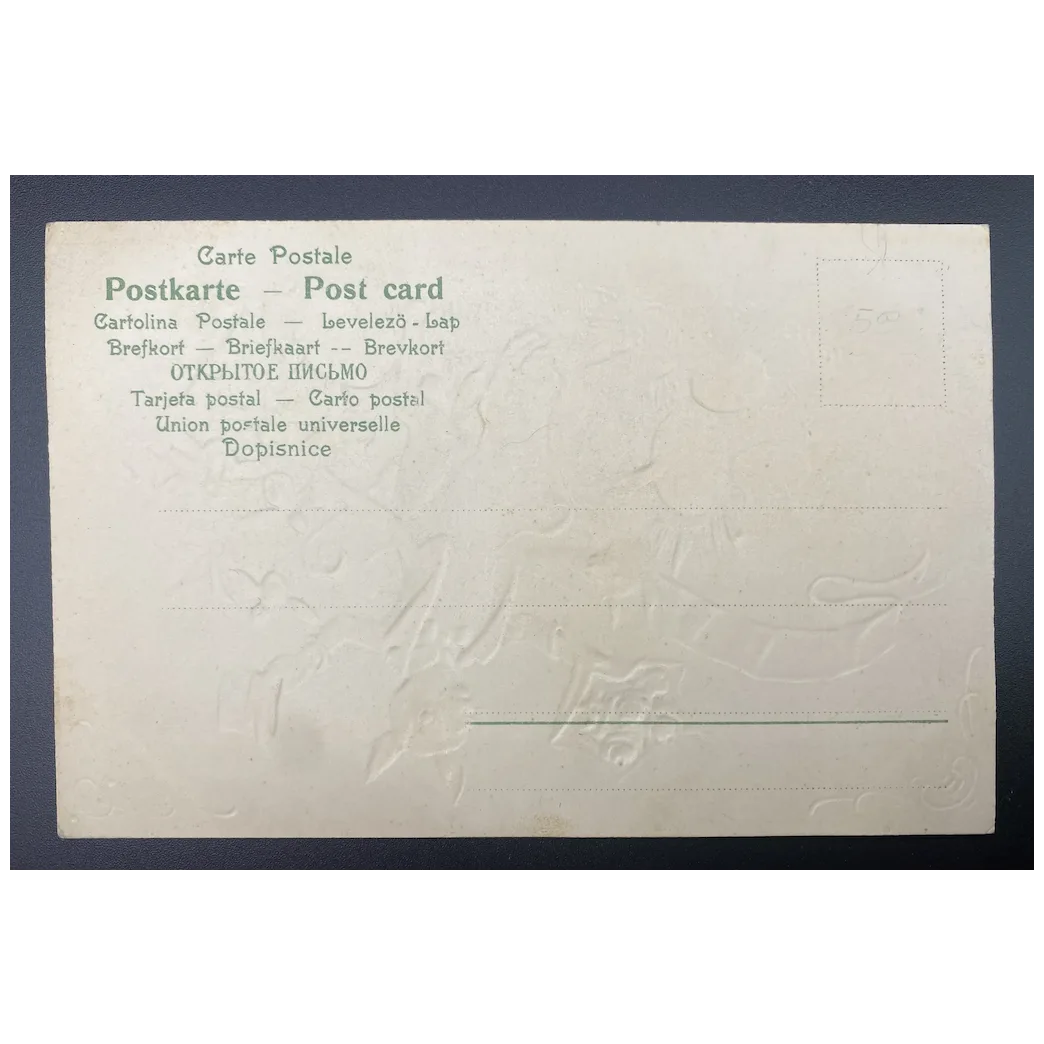 Carte Postale
Postkarte — Post card
Cartolina Postale — Levelezö - Lap
Brefkort — Briefkaart -- Brevkort
ОТКРЫТОЕ ПИСЬМО
Tarjeta postal — Carto postal
Union postale universelle
Dopisnice
500